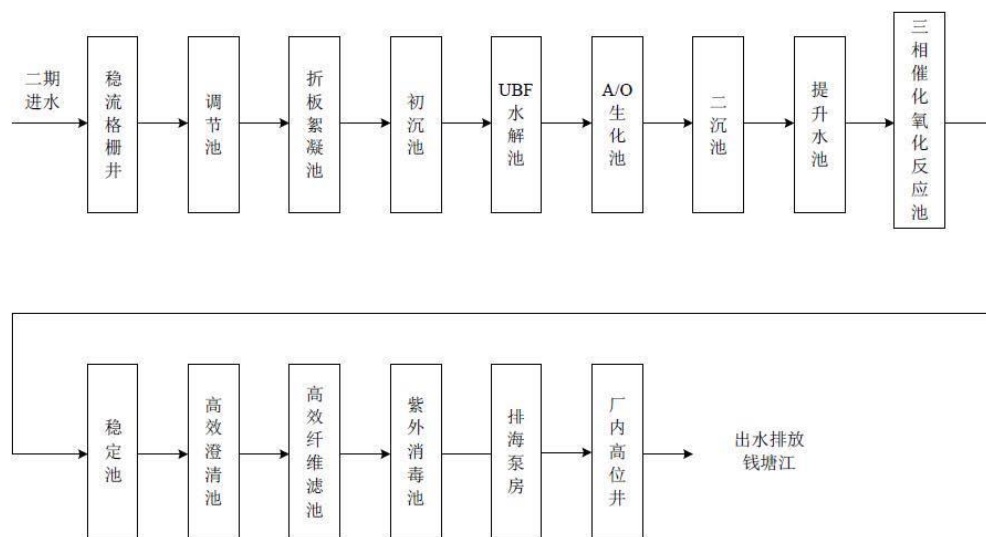 二期
进水
稳流格栅井
调节池
折板絮凝池
初沉池
UBF
水解池
A/O
生化池
二沉池
提升水池
三相催化氧化反应池
稳定池
高效澄清池
高效纤维滤池
紫外消毒池
排海泵房
厂内高位井
出水排放
钱塘江